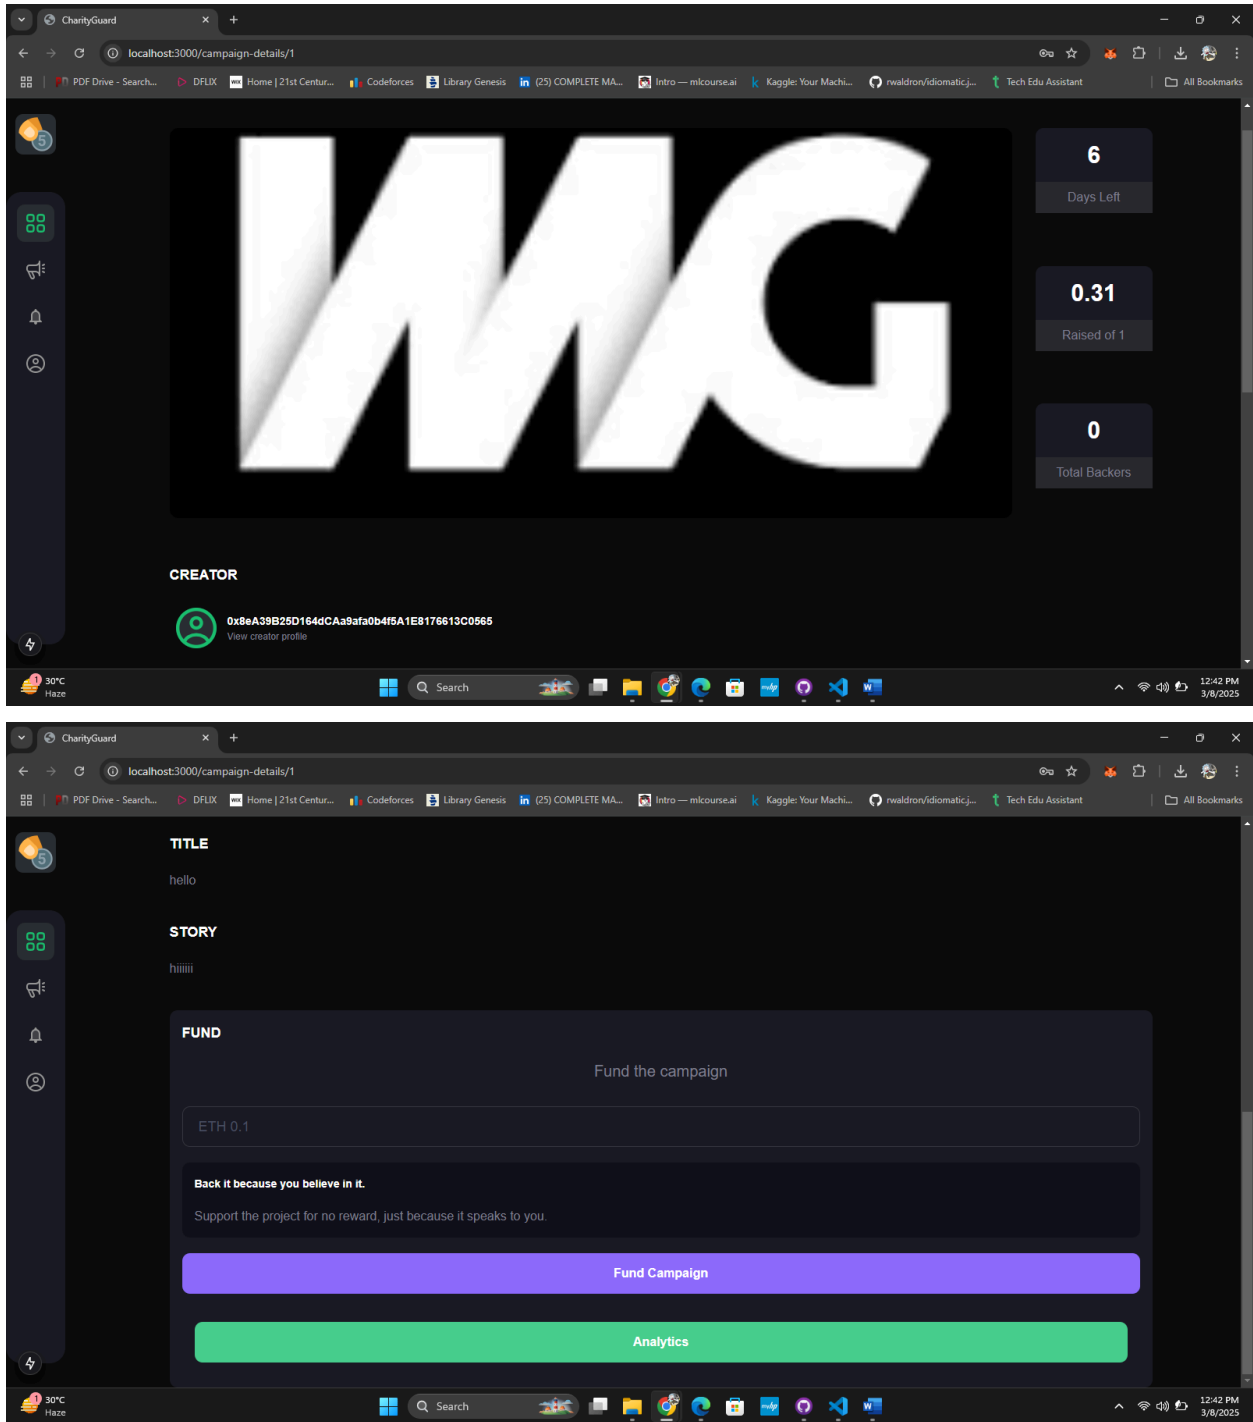 CharityGuard
localhost:3000/campaign-details/1
PDF Drive - Search... DFLIX Home | 21st Centur... Codeforces Library Genesis (25) COMPLETE MA... Intro — mlcourse.ai Kaggle: Your Machi... rwaldron/idiomatic.j... Tech Edu Assistant All Bookmarks
5
IMG
6
Days Left
0.31
Raised of 1
0
Total Backers
CREATOR
0x8eA39B25D164dCAa9afa0b4f5A1E8176613C0565
View creator profile
1 30°C
Haze
Search
12:42 PM
3/8/2025
CharityGuard
localhost:3000/campaign-details/1
PDF Drive - Search... DFLIX Home | 21st Centur... Codeforces Library Genesis (25) COMPLETE MA... Intro — mlcourse.ai Kaggle: Your Machi... rwaldron/idiomatic.j... Tech Edu Assistant All Bookmarks
5
TITLE
hello
STORY
hiiiiii
FUND
Fund the campaign
ETH 0.1
Back it because you believe in it.
Support the project for no reward, just because it speaks to you.
Fund Campaign
Analytics
1 30°C
Haze
Search
12:42 PM
3/8/2025